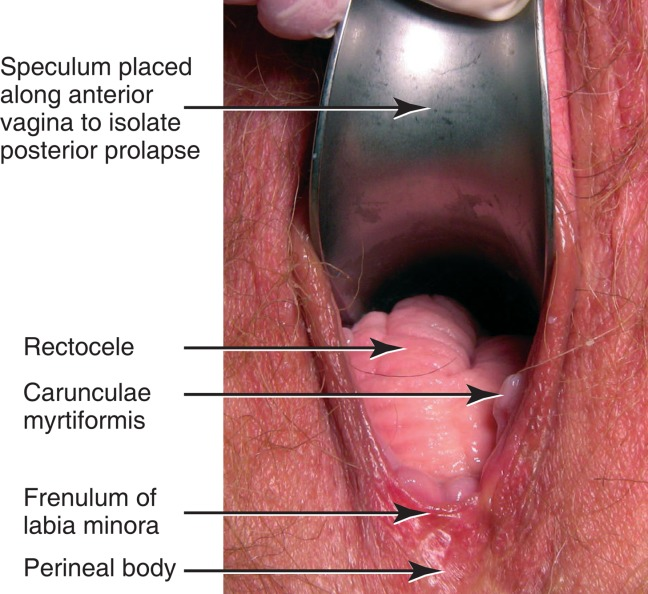 Speculum placed
along anterior
vagina to isolate
posterior prolapse
Rectocele
Carunculae
myrtiformis
Frenulum of
labia minora
Perineal body